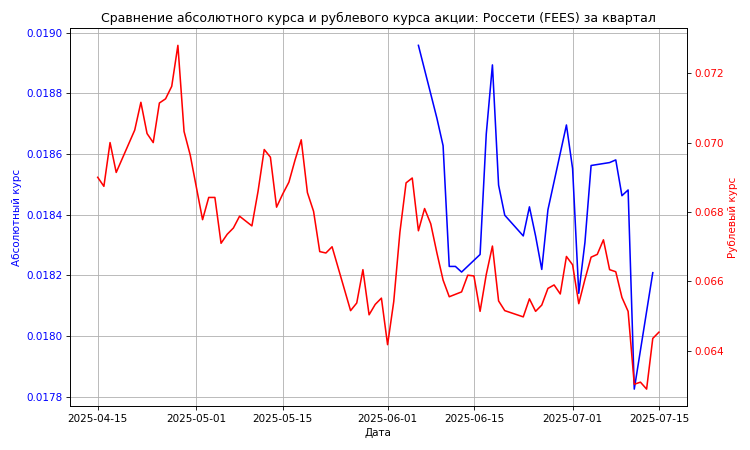 Сравнение абсолютного курса и рублевого курса акции: Россети (FEES) за квартал
0.0190
0.0188
0.0186
0.0184
0.0182
0.0180
0.0178
Абсолютный курс
0.072
0.070
0.068
0.066
0.064
Рублевый курс
2025-04-15 2025-05-01 2025-05-15 2025-06-01 2025-06-15 2025-07-01 2025-07-15
Дата